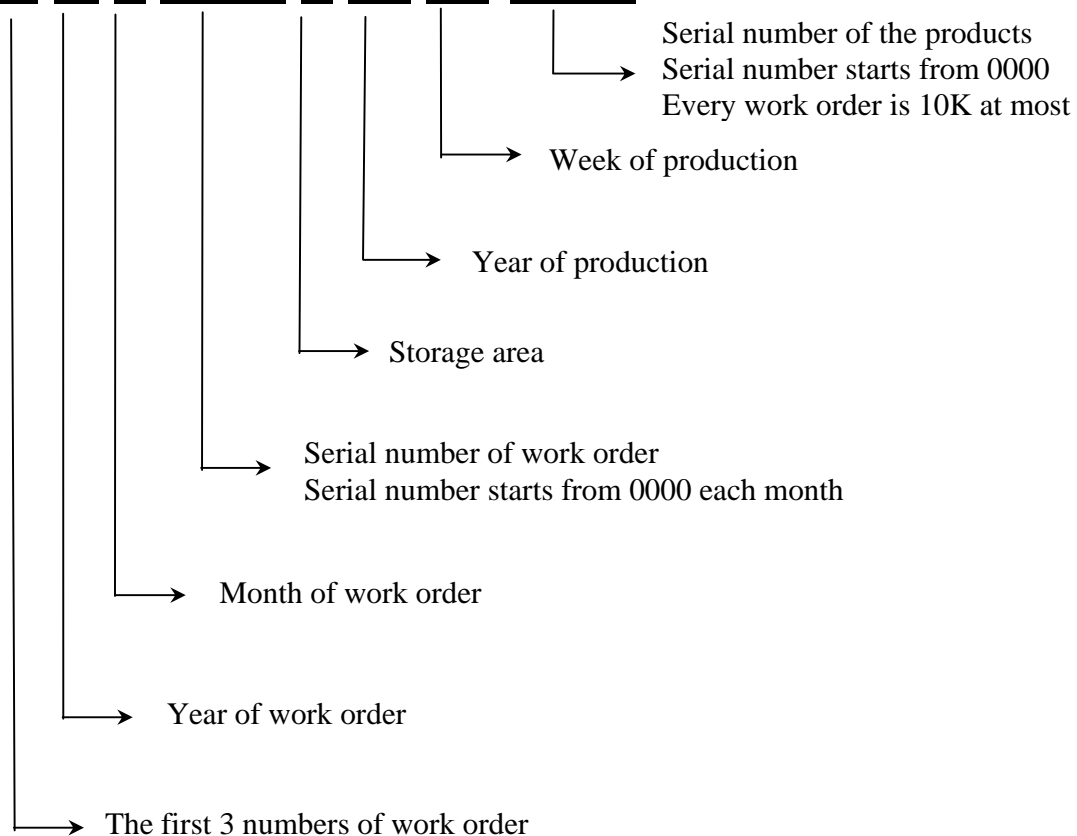 Serial number of the products
Serial number starts from 0000
Every work order is 10K at most
Week of production
Year of production
Storage area
Serial number of work order
Serial number starts from 0000 each month
Month of work order
Year of work order
The first 3 numbers of work order